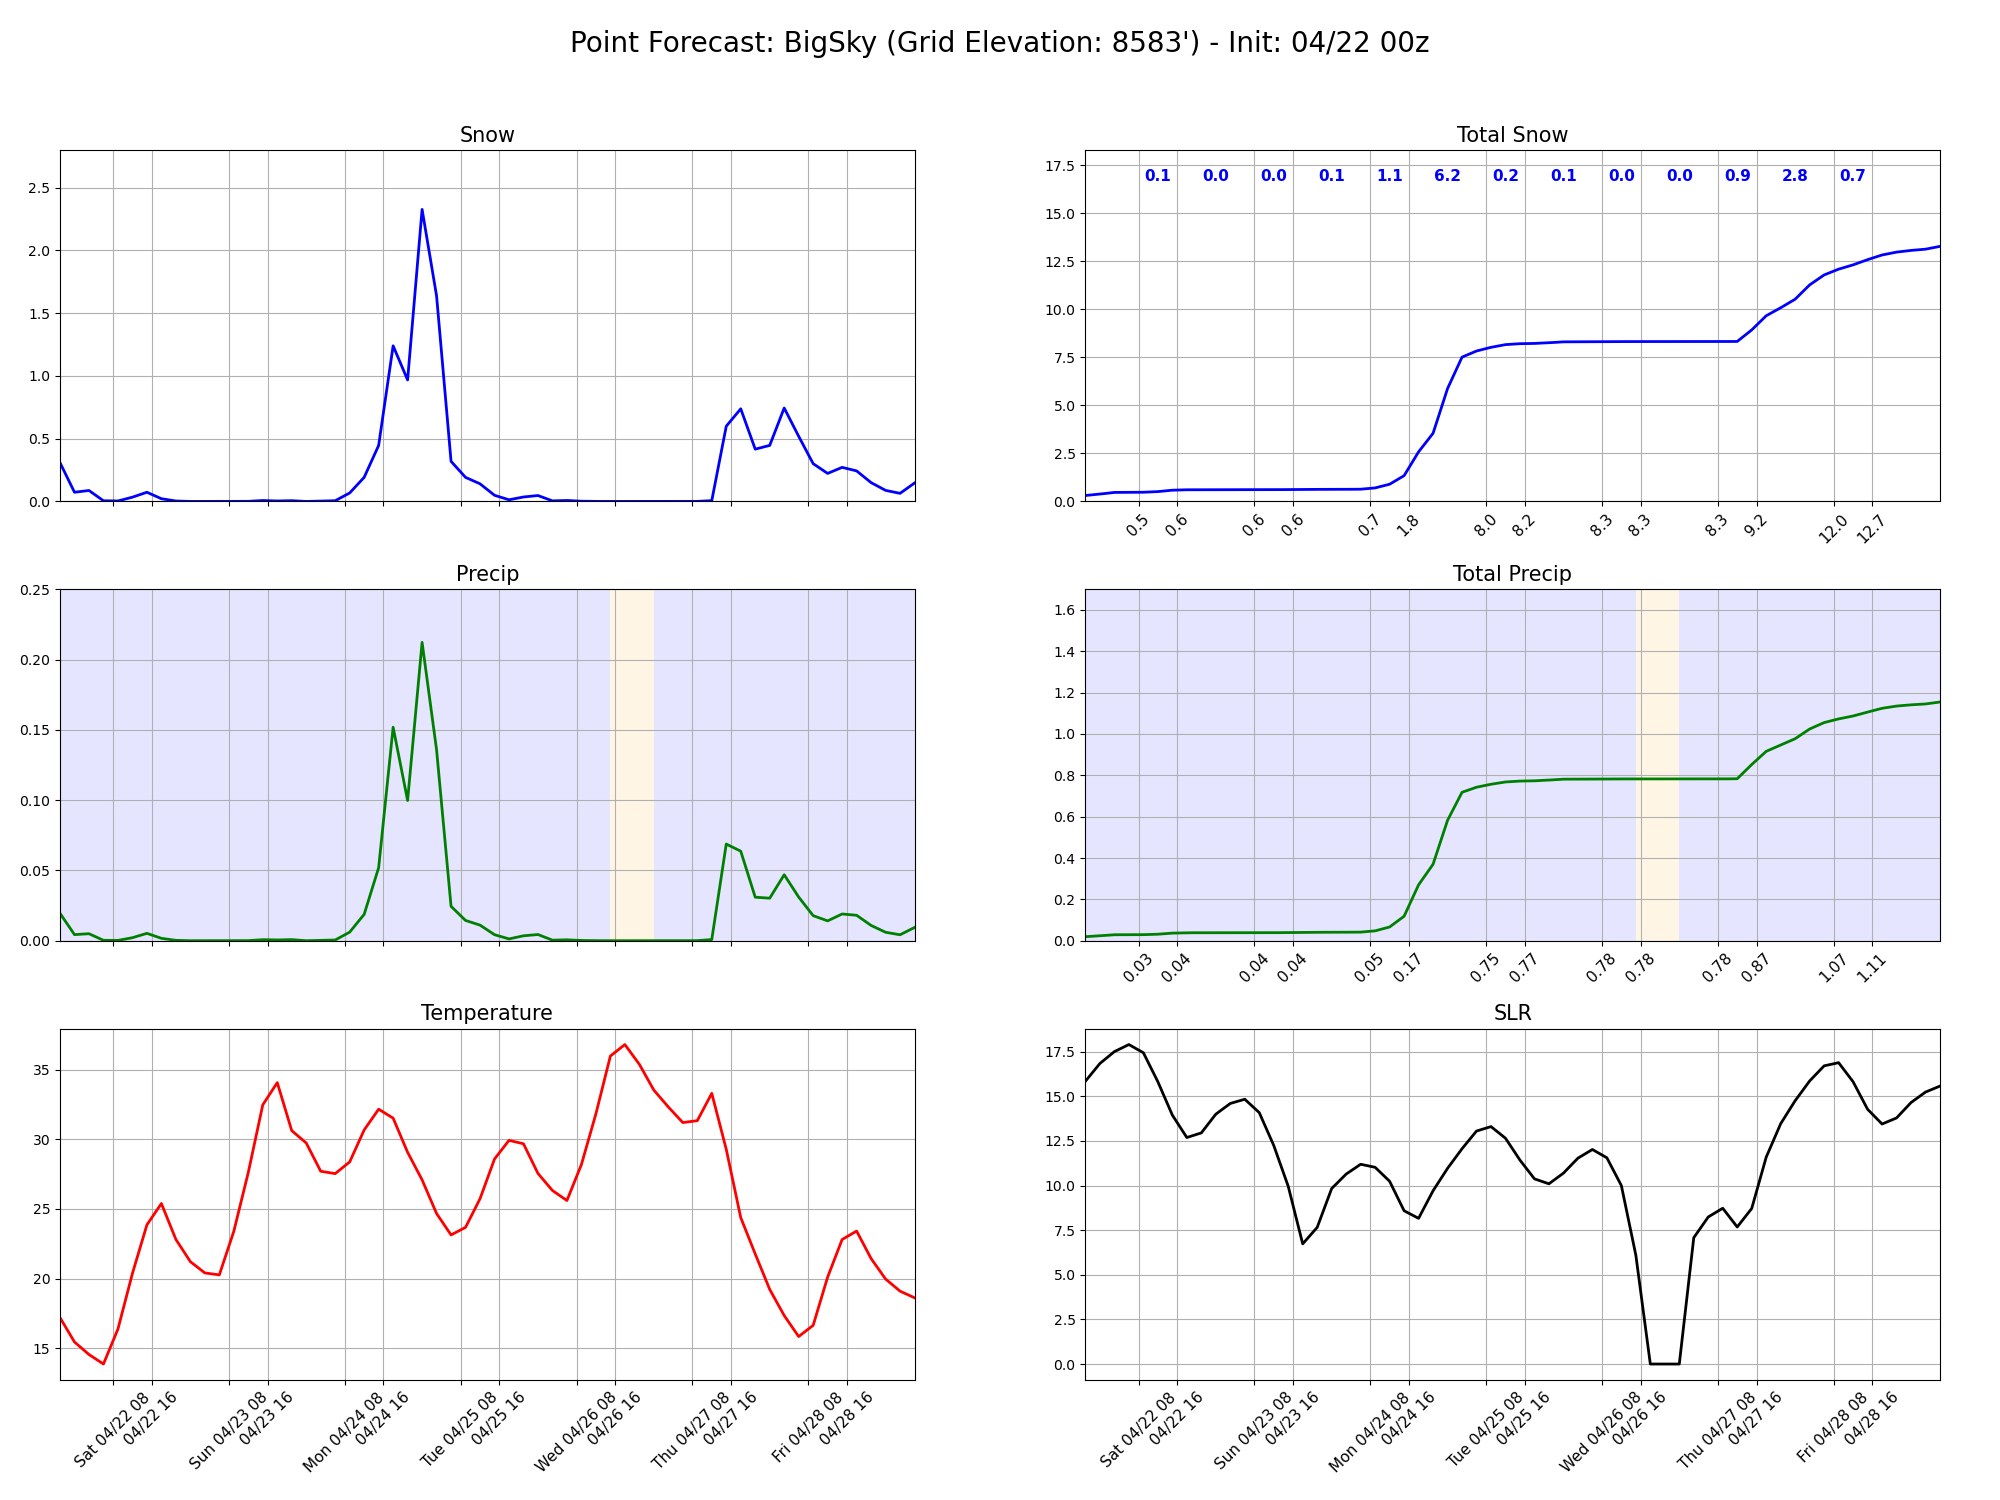 Point Forecast: BigSky (Grid Elevation: 8583') - Init: 04/22 00z
Snow
2.5
2.0
1.5
1.0
0.5
0.0
Total Snow
17.5
15.0
12.5
10.0
7.5
5.0
2.5
0.0
0.1 0.0 0.0 0.1 1.1 6.2 0.2 0.1 0.0 0.0 0.9 2.8 0.7
0.5 0.6 0.6 0.6 0.7 1.8 8.0 8.2 8.3 8.3 8.3 9.2 12.0 12.7
Precip
0.25
0.20
0.15
0.10
0.05
0.00
Total Precip
1.6
1.4
1.2
1.0
0.8
0.6
0.4
0.2
0.0
0.03 0.04 0.04 0.04 0.05 0.17 0.75 0.77 0.78 0.78 0.78 0.87 1.07 1.11
Temperature
35
30
25
20
15
Sat 04/22 08
04/22 16
Sun 04/23 08
04/23 16
Mon 04/24 08
04/24 16
Tue 04/25 08
04/25 16
Wed 04/26 08
04/26 16
Thu 04/27 08
04/27 16
Fri 04/28 08
04/28 16
SLR
17.5
15.0
12.5
10.0
7.5
5.0
2.5
0.0
Sat 04/22 08
04/22 16
Sun 04/23 08
04/23 16
Mon 04/24 08
04/24 16
Tue 04/25 08
04/25 16
Wed 04/26 08
04/26 16
Thu 04/27 08
04/27 16
Fri 04/28 08
04/28 16